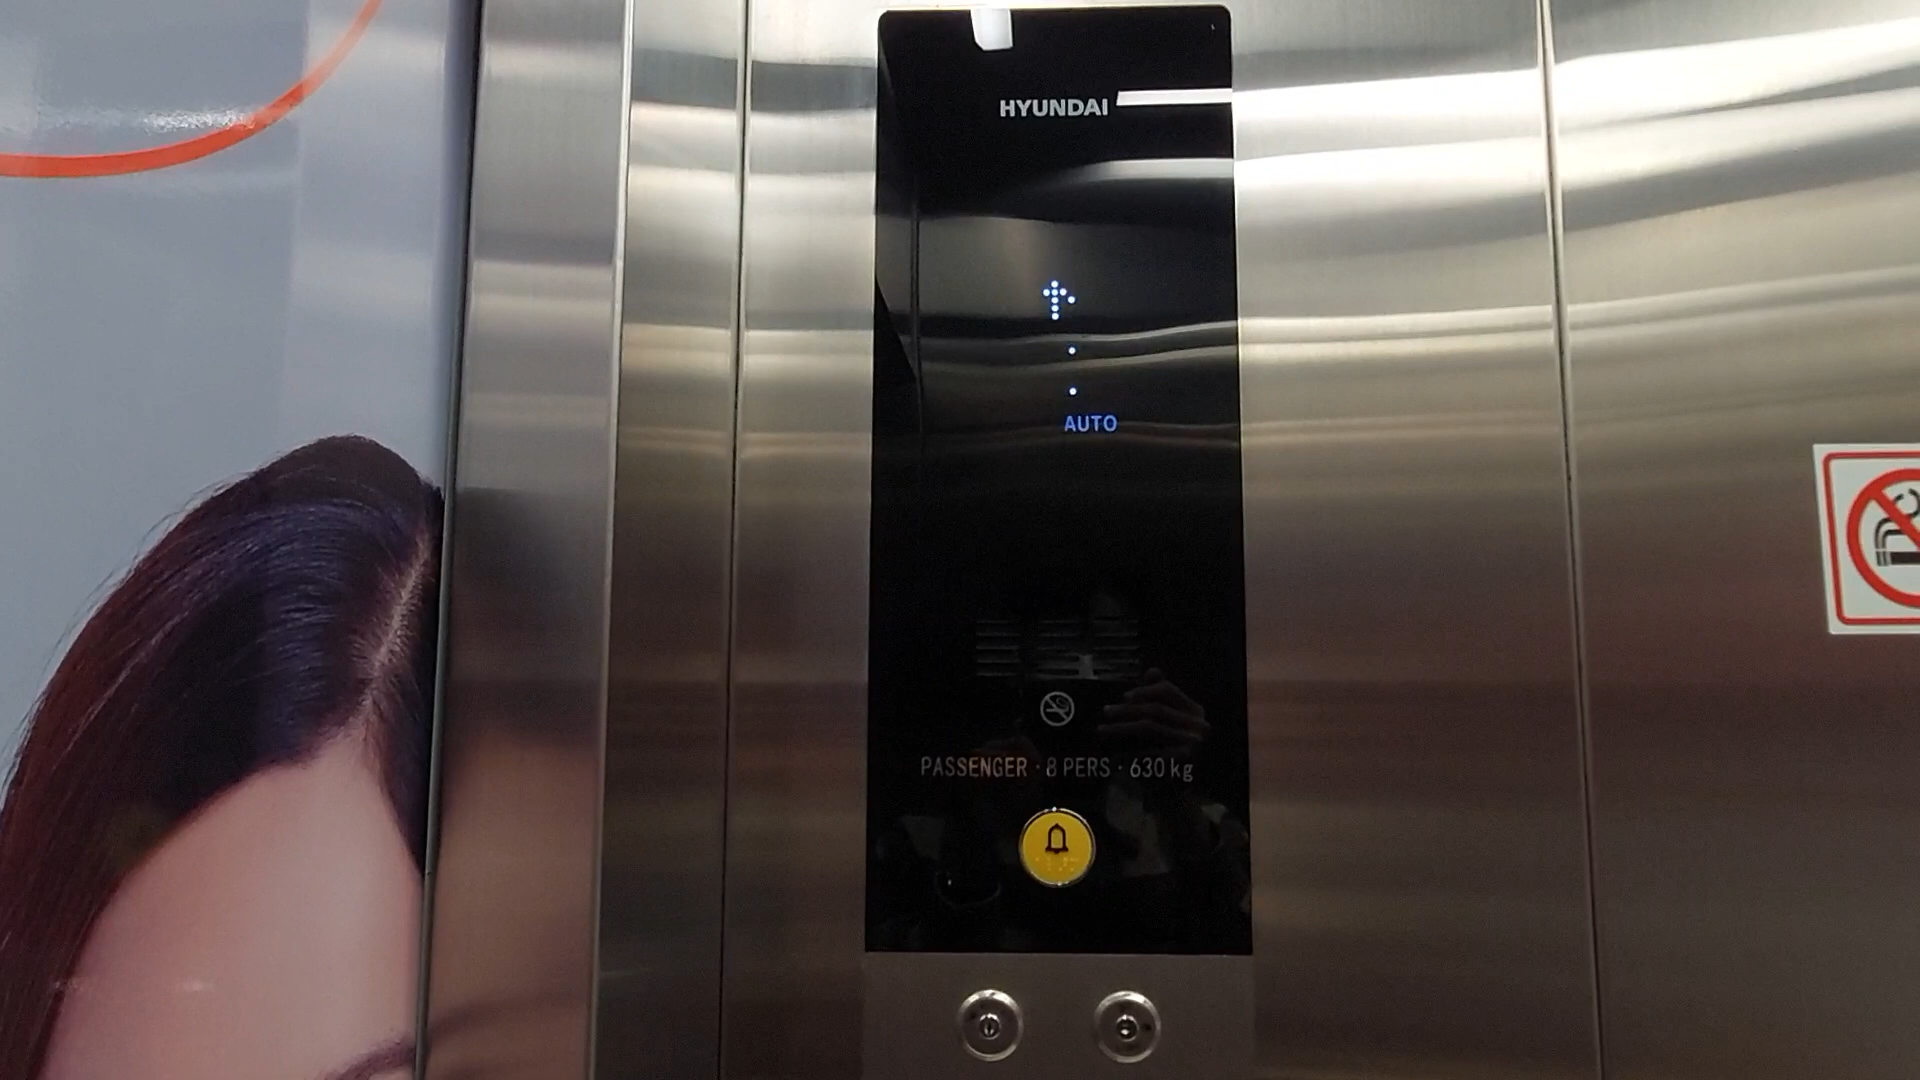 HYUNDAI
AUTO
PASSENGER · 8 PERS · 630 kg